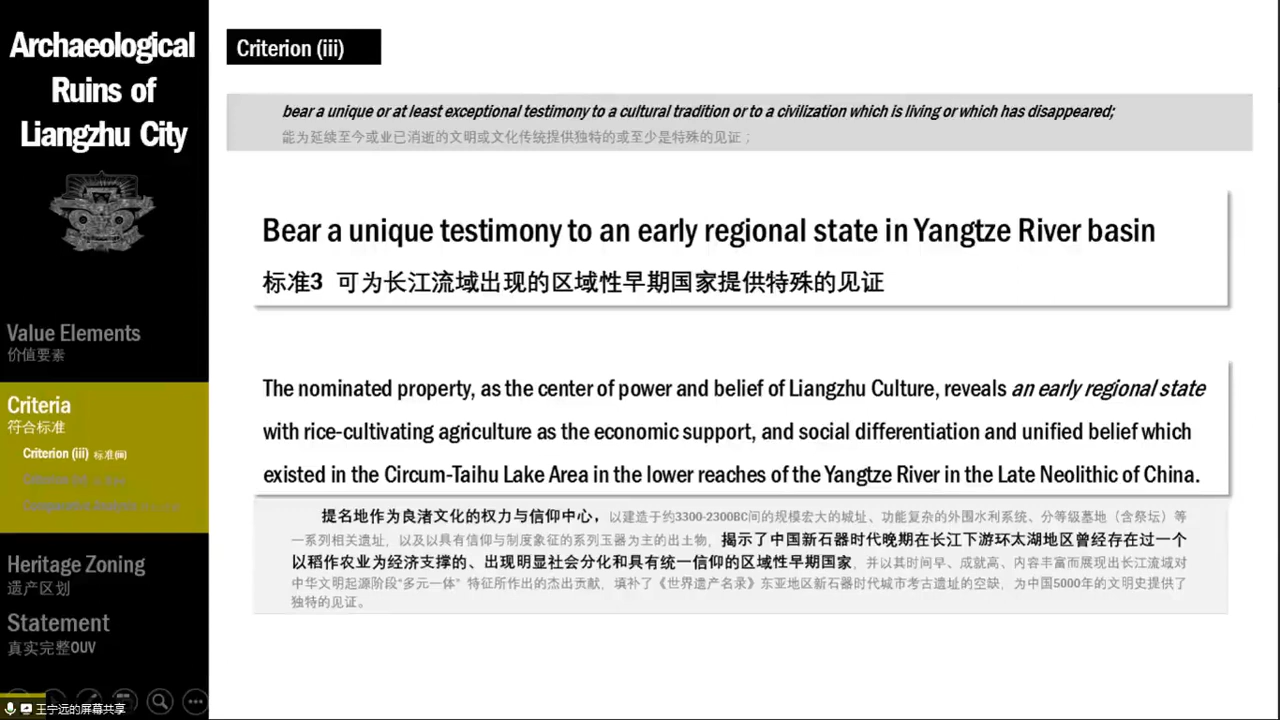 Archaeological
Ruins of
Liangzhu City
Value Elements
价值要素
Criteria
符合标准
Criterion (iii) 标准(iii)
Heritage Zoning
遗产区划
Statement
真实完整OUV
王宁远的屏幕共享
Criterion (iii)
bear a unique or at least exceptional testimony to a cultural tradition or to a civilization which is living or which has disappeared;
能为延续至今或业已消逝的文明或文化传统提供独特的或至少是特殊的见证；
Bear a unique testimony to an early regional state in Yangtze River basin
标准3 可为长江流域出现的区域性早期国家提供特殊的见证
The nominated property, as the center of power and belief of Liangzhu Culture, reveals an early regional state
with rice-cultivating agriculture as the economic support, and social differentiation and unified belief which
existed in the Circum-Taihu Lake Area in the lower reaches of the Yangtze River in the Late Neolithic of China.
提名地作为良渚文化的权力与信仰中心，以建造于约3300-2300BC间的规模宏大的城址、功能复杂的外围水利系统、分等级墓地（含祭坛）等
一系列相关遗址，以及以具有信仰与制度象征的系列玉器为主的出土物，揭示了中国新石器时代晚期在长江下游环太湖地区曾经存在过一个
以稻作农业为经济支撑的、出现明显社会分化和具有统一信仰的区域性早期国家，并以其时间早、成就高、内容丰富而展现出长江流域对
中华文明起源阶段“多元一体”特征所作出的杰出贡献，填补了《世界遗产名录》东亚地区新石器时代城市考古遗址的空缺，为中国5000年的文明史提供了
独特的见证。